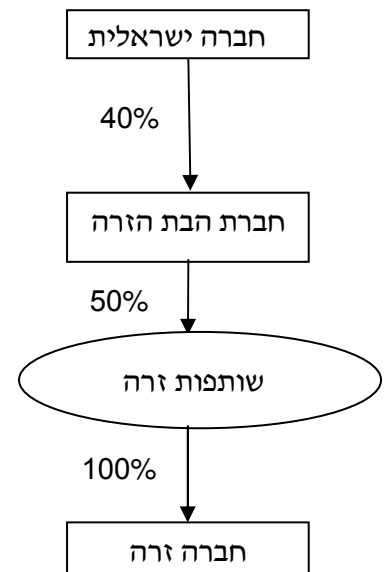 חברה ישראלית
40%
חברת הבת הזרה
50%
שותפות זרה
100%
חברה זרה